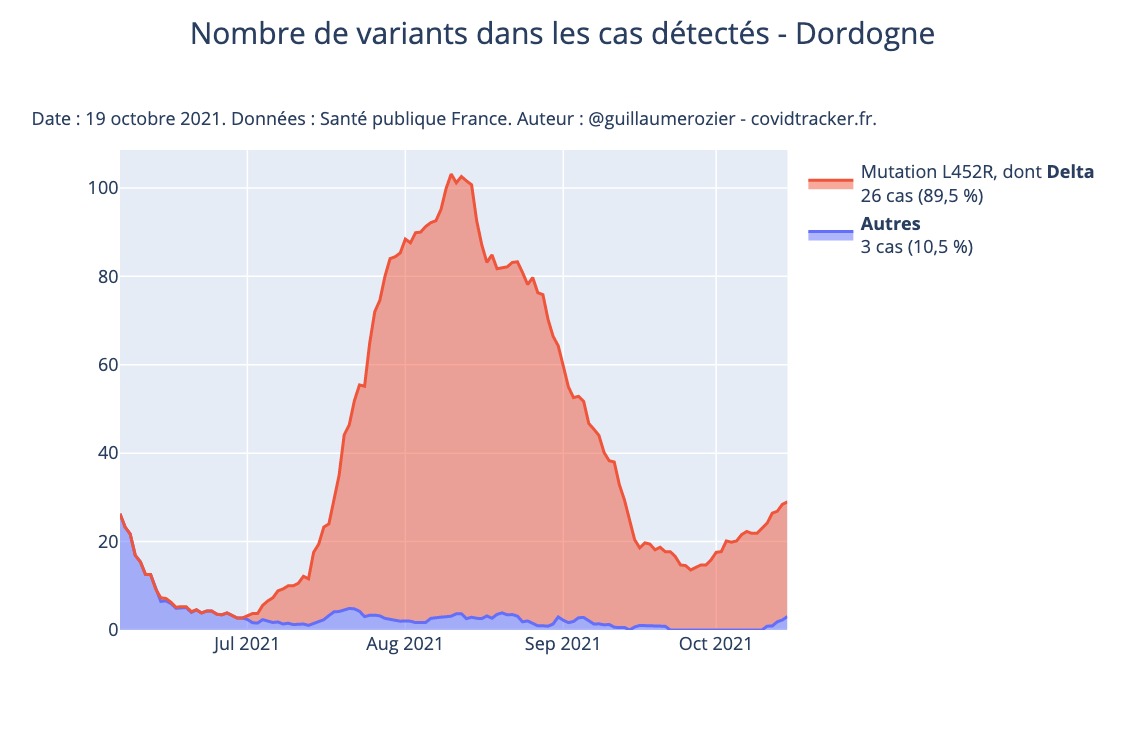 Nombre de variants dans les cas détectés - Dordogne
Date : 19 octobre 2021. Données : Santé publique France. Auteur : @guillaumerozier - covidtracker.fr.
Mutation L452R, dont Delta
26 cas (89,5 %)
Autres
3 cas (10,5 %)
100
80
60
40
20
0
Jul 2021
Aug 2021
Sep 2021
Oct 2021